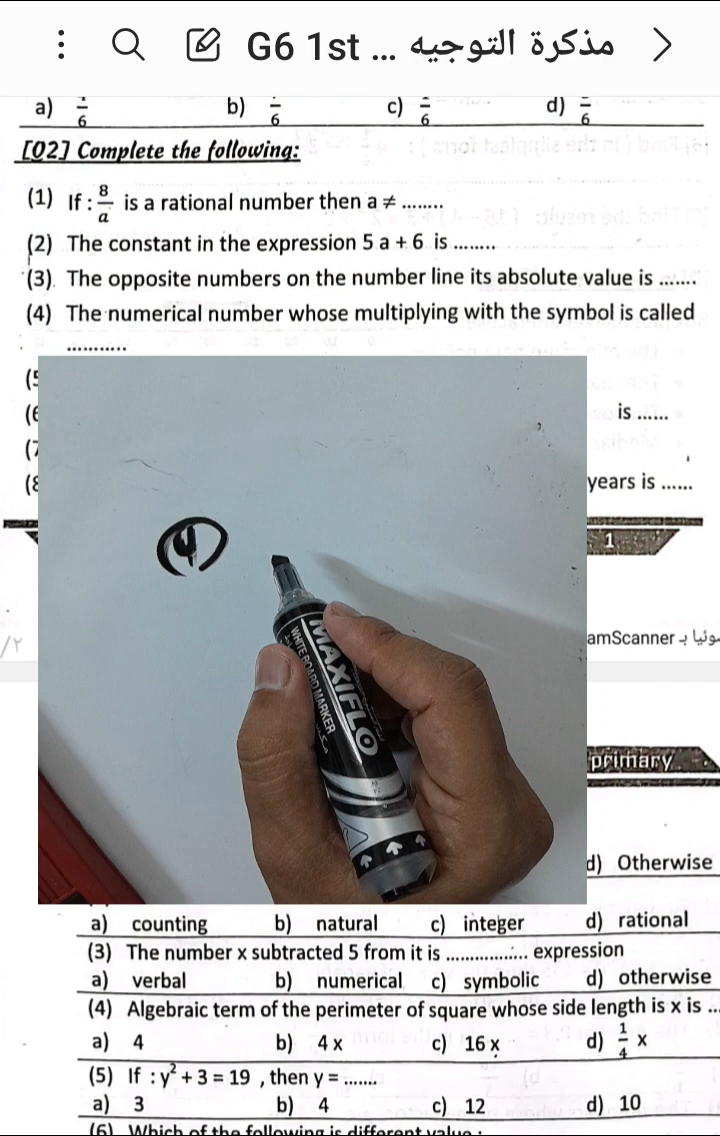 ⋮ G6 1st ... مذكرة التوجيه
a) 6 b) 6 c) 6 d) 6
[Q2] Complete the following:
(1) If : 8/a is a rational number then a ≠ ........
(2) The constant in the expression 5 a + 6 is ........
(3). The opposite numbers on the number line its absolute value is .......
(4) The numerical number whose multiplying with the symbol is called
............
is ......
years is ......
1
(4)
MAXIFLO
WHITE BOARD MARKER
amScanner بـ
primary
d) Otherwise
a) counting b) natural c) integer d) rational
(3) The number x subtracted 5 from it is ................... expression
a) verbal b) numerical c) symbolic d) otherwise
(4) Algebraic term of the perimeter of square whose side length is x is ..
a) 4 b) 4 x c) 16 x d) 1/4 x
(5) If : y² + 3 = 19 , then y = .......
a) 3 b) 4 c) 12 d) 10
(6) Which of the following is different value :